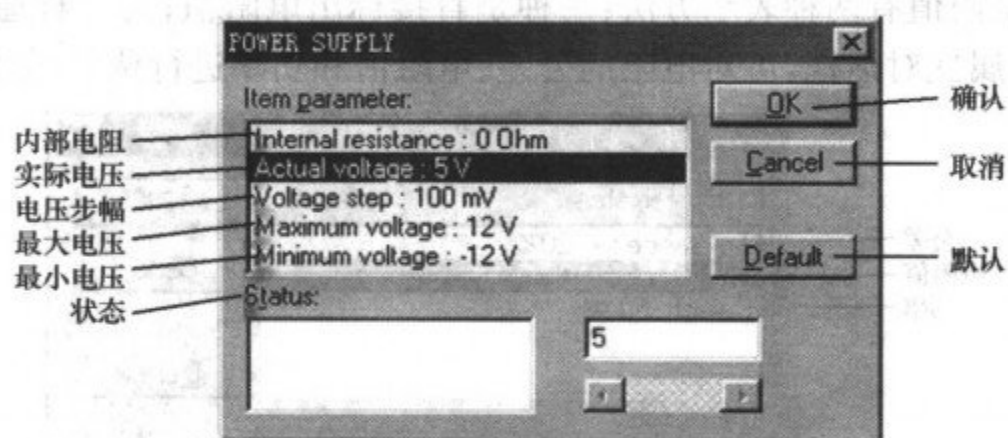 POWER SUPPLY
Item parameter:
OK
确认
内部电阻
Internal resistance : 0 Ohm
实际电压
Actual voltage : 5 V
Cancel
取消
电压步幅
Voltage step : 100 mV
最大电压
Maximum voltage : 12 V
最小电压
Minimum voltage : -12 V
Default
默认
状态
Status:
5